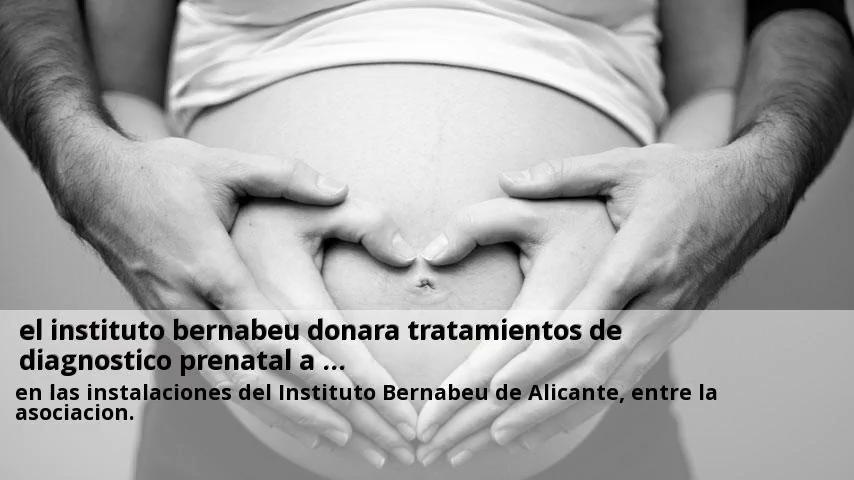 el instituto bernabeu donara tratamientos de
diagnostico prenatal a ...
en las instalaciones del Instituto Bernabeu de Alicante, entre la
asociacion.